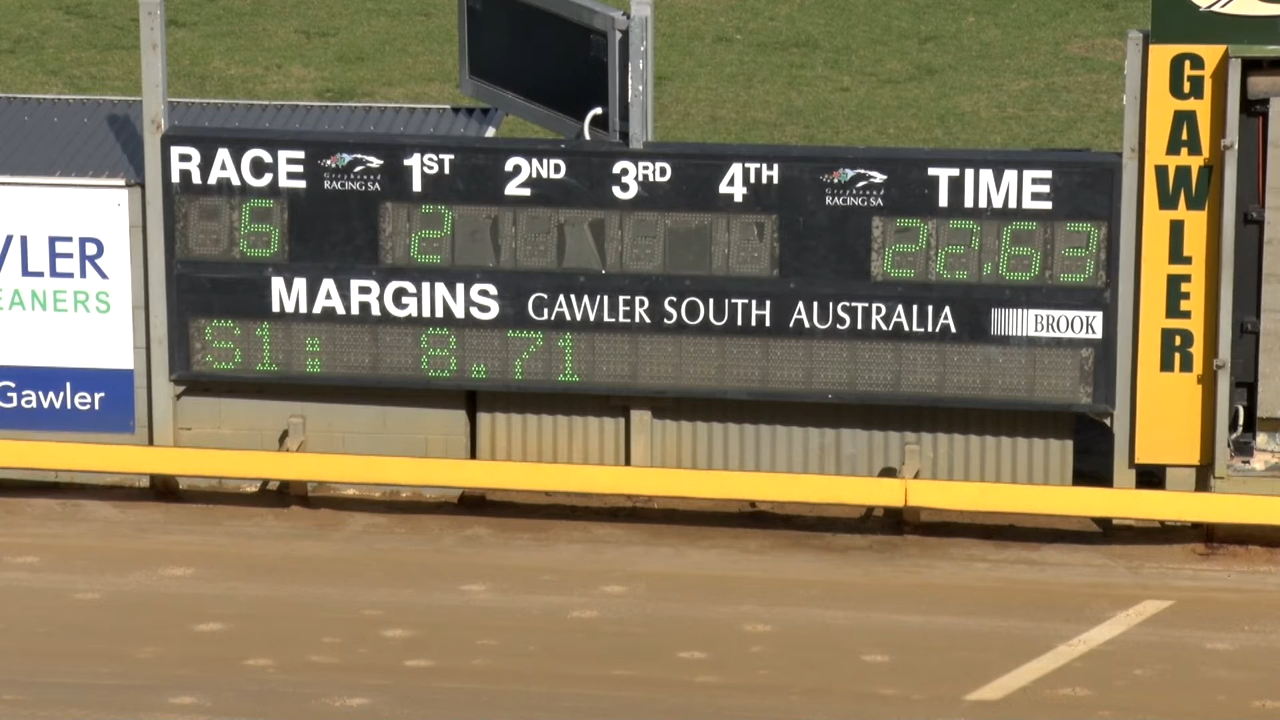 GAWLER
RACE
Greyhound
RACING SA
1ST 2ND 3RD 4TH
Greyhound
RACING SA
TIME
5 2 22.63
MARGINS GAWLER SOUTH AUSTRALIA BROOK
S1: 8.71
WLER
EANERS
Gawler